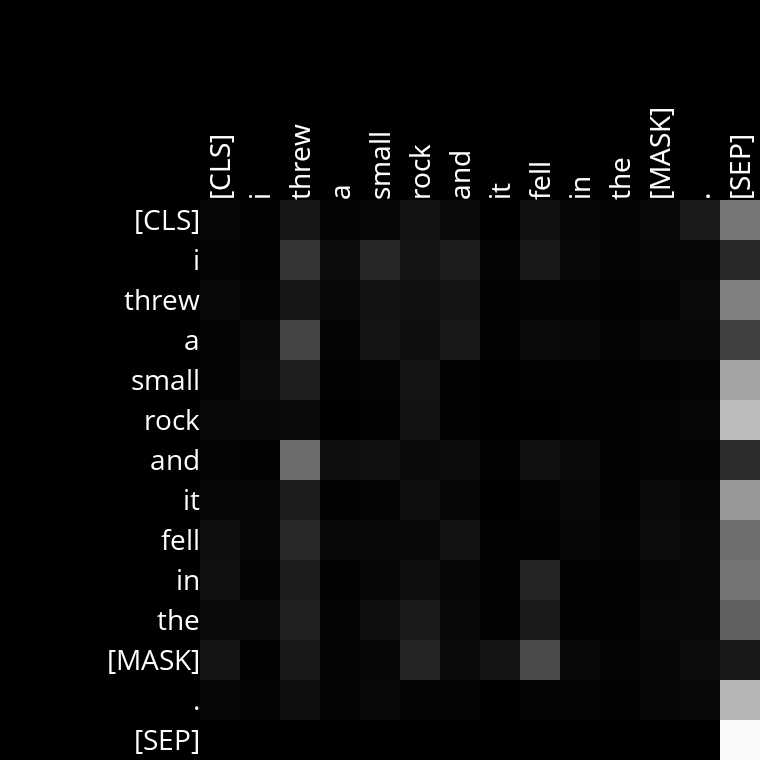 [CLS] i threw a small rock and it fell in the [MASK] . [SEP]
[CLS]
i
threw
a
small
rock
and
it
fell
in
the
[MASK]
.
[SEP]